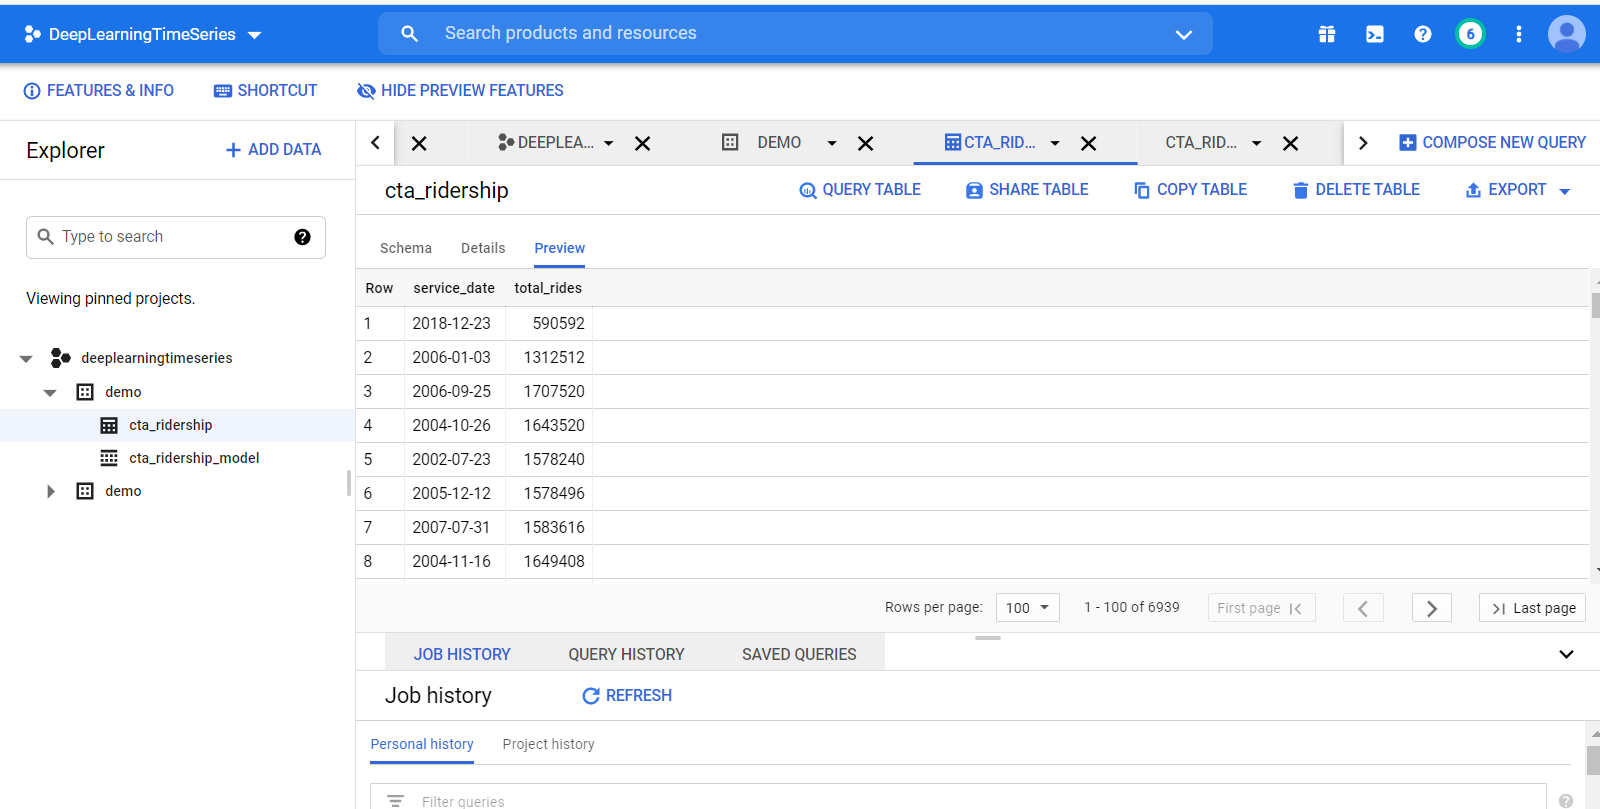 DeepLearningTimeSeries Search products and resources 6
FEATURES & INFO SHORTCUT HIDE PREVIEW FEATURES
Explorer + ADD DATA
DEEPLEA... DEMO CTA_RID... CTA_RID... COMPOSE NEW QUERY
cta_ridership QUERY TABLE SHARE TABLE COPY TABLE DELETE TABLE EXPORT
Type to search
Viewing pinned projects.
deeplearningtimeseries
demo
cta_ridership
cta_ridership_model
demo
Schema Details Preview
Row service_date total_rides
1 2018-12-23 590592
2 2006-01-03 1312512
3 2006-09-25 1707520
4 2004-10-26 1643520
5 2002-07-23 1578240
6 2005-12-12 1578496
7 2007-07-31 1583616
8 2004-11-16 1649408
Rows per page: 100 1 - 100 of 6939 First page Last page
JOB HISTORY QUERY HISTORY SAVED QUERIES
Job history REFRESH
Personal history Project history
Filter queries